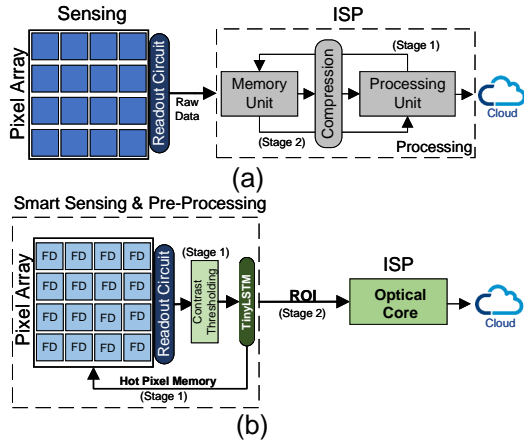 Sensing
ISP
Pixel Array
Readout Circuit
Raw
Data
Memory
Unit
Compression
Processing
Unit
(Stage 1)
(Stage 2)
Processing
Cloud
(a)
Smart Sensing & Pre-Processing
Pixel Array
FD FD FD FD
FD FD FD FD
FD FD FD FD
FD FD FD FD
Readout Circuit
(Stage 1)
Contrast
Thresholding
TinyLSTM
ROI
(Stage 2)
ISP
Optical
Core
Cloud
Hot Pixel Memory
(Stage 1)
(b)